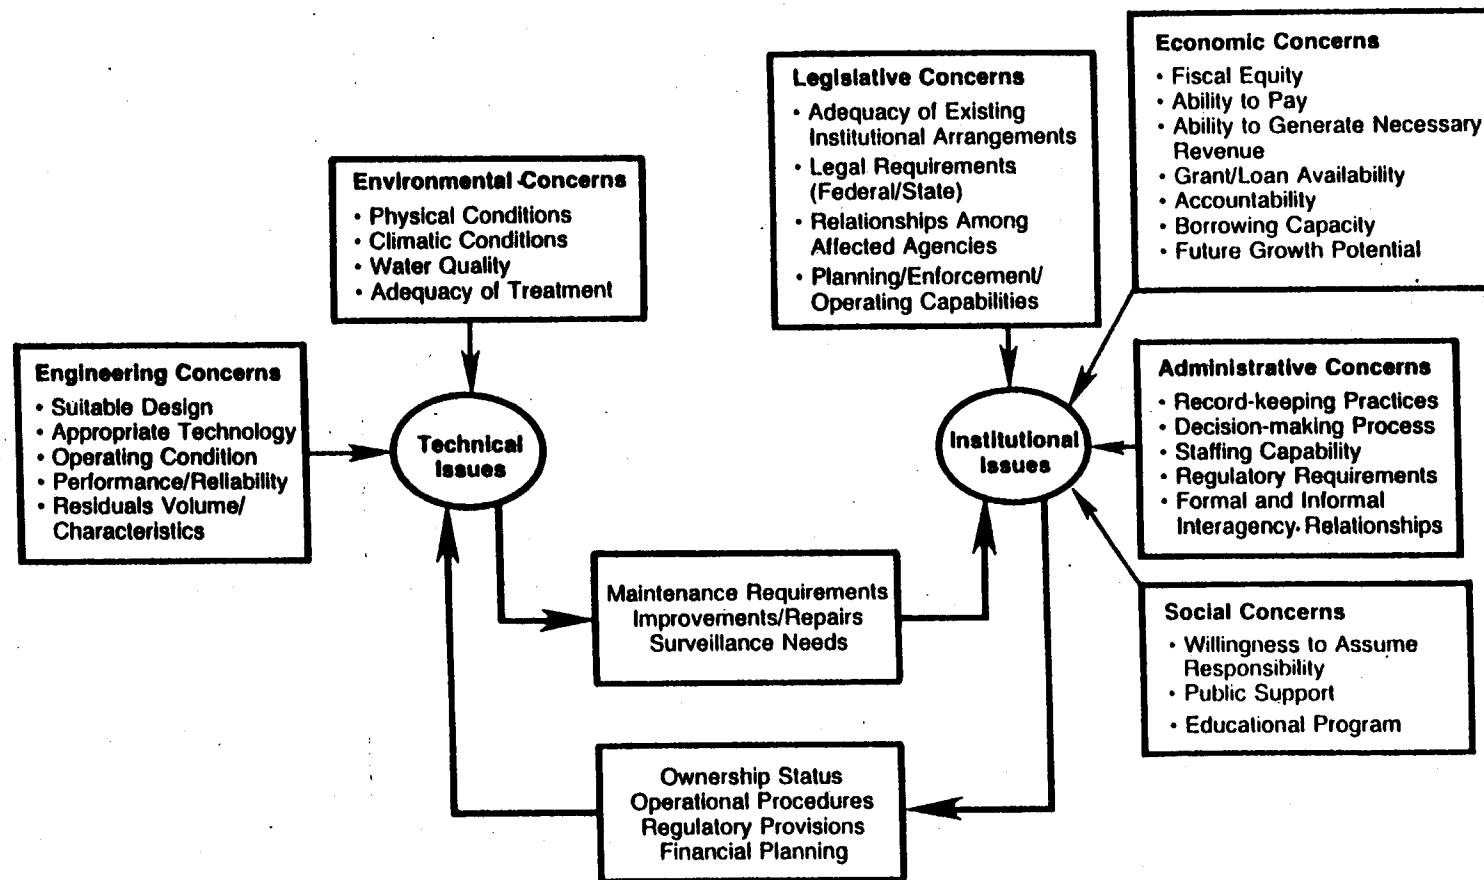 Economic Concerns
• Fiscal Equity
• Ability to Pay
• Ability to Generate Necessary
Revenue
• Grant/Loan Availability
• Accountability
• Borrowing Capacity
• Future Growth Potential
Legislative Concerns
• Adequacy of Existing
Institutional Arrangements
• Legal Requirements
(Federal/State)
• Relationships Among
Affected Agencies
• Planning/Enforcement/
Operating Capabilities
Environmental Concerns
• Physical Conditions
• Climatic Conditions
• Water Quality
• Adequacy of Treatment
Engineering Concerns
• Suitable Design
• Appropriate Technology
• Operating Condition
• Performance/Reliability
• Residuals Volume/
Characteristics
Technical
Issues
Institutional
Issues
Administrative Concerns
• Record-keeping Practices
• Decision-making Process
• Staffing Capability
• Regulatory Requirements
• Formal and Informal
Interagency Relationships
Maintenance Requirements
Improvements/Repairs
Surveillance Needs
Social Concerns
• Willingness to Assume
Responsibility
• Public Support
• Educational Program
Ownership Status
Operational Procedures
Regulatory Provisions
Financial Planning